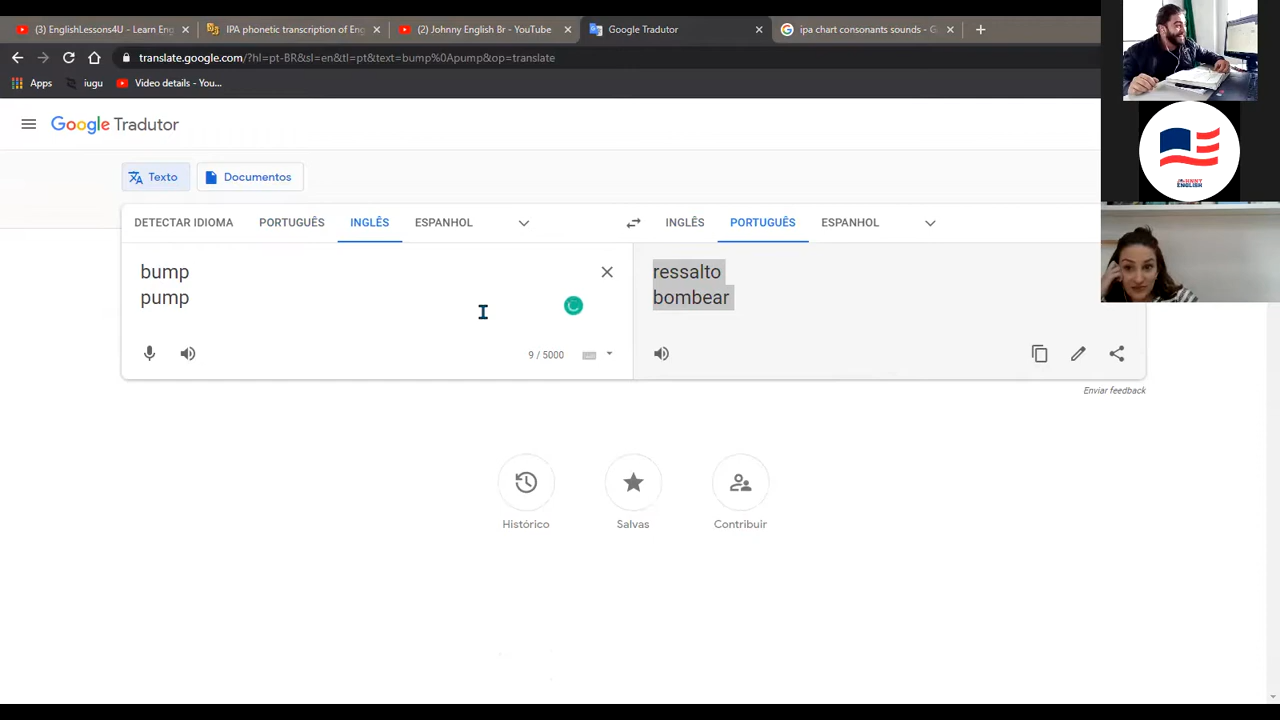 (3) EnglishLessons4U - Learn Eng
IPA phonetic transcription of Eng
(2) Johnny English Br - YouTube
Google Tradutor
ipa chart consonants sounds - G
translate.google.com/?hl=pt-BR&sl=en&tl=pt&text=bump%0Apump&op=translate
Apps
iugu
Video details - You...
Google Tradutor
Texto
Documentos
DETECTAR IDIOMA
PORTUGUÊS
INGLÊS
ESPANHOL
INGLÊS
PORTUGUÊS
ESPANHOL
bump
pump
ressalto
bombear
9 / 5000
Enviar feedback
Histórico
Salvas
Contribuir
JOHNNY
ENGLISH